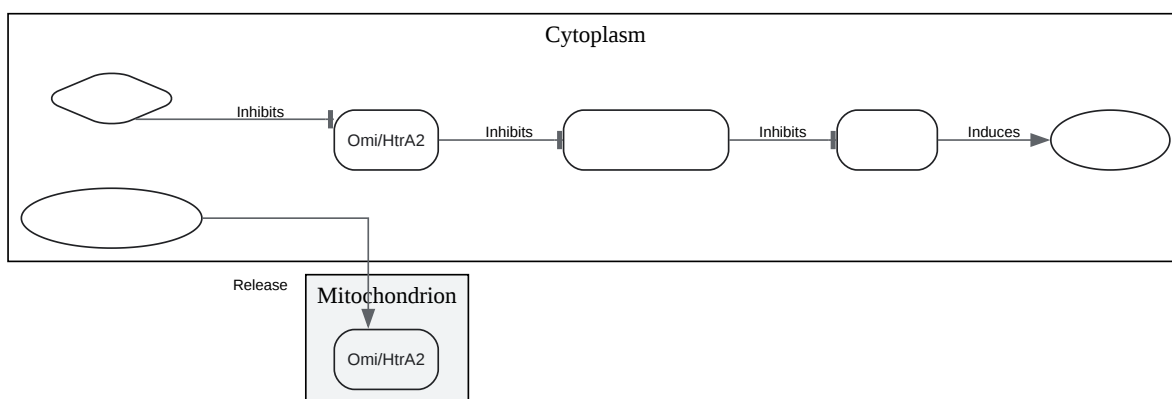 Cytoplasm
Inhibits
Omi/HtrA2
Inhibits
Inhibits
Induces
Release
Mitochondrion
Omi/HtrA2